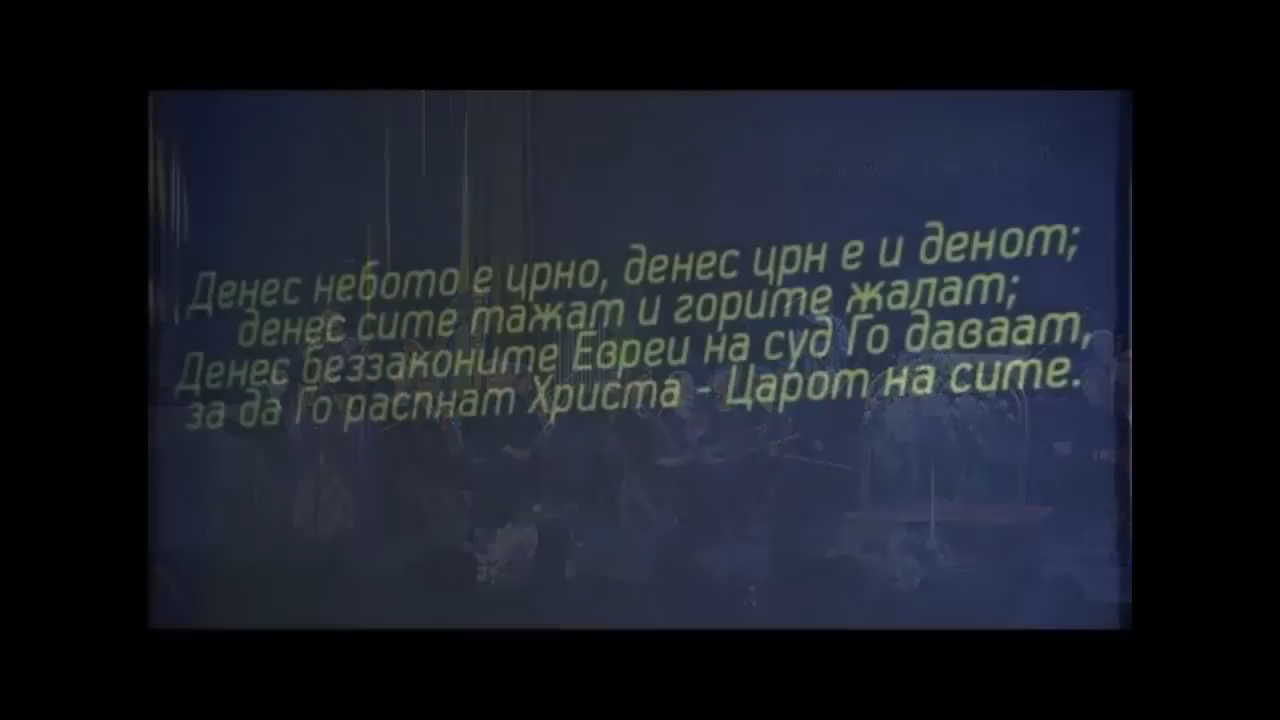 Денес небото е црно, денес црн е и денот;
денес сите тажат и горите жалат;
Денес беззаконите Евреи на суд Го даваат,
за да Го распнат Христа - Царот на сите.